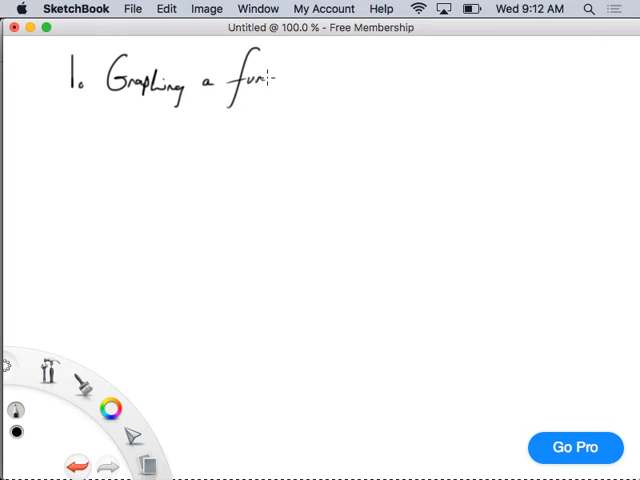 SketchBook File Edit Image Window My Account Help Wed 9:12 AM
Untitled @ 100.0 % - Free Membership
1. Graphing a fun
Go Pro